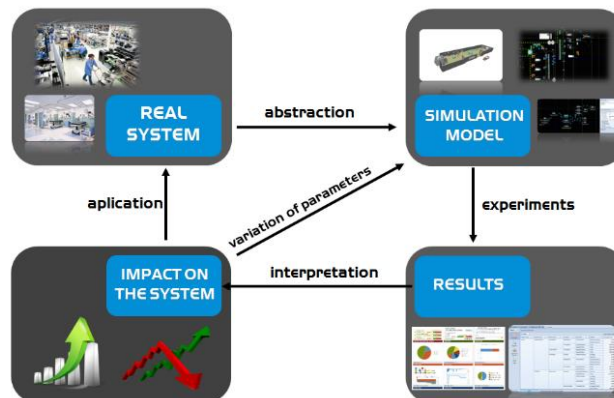 REAL
SYSTEM
abstraction
SIMULATION
MODEL
aplication
variation of parameters
experiments
IMPACT ON
THE SYSTEM
interpretation
RESULTS